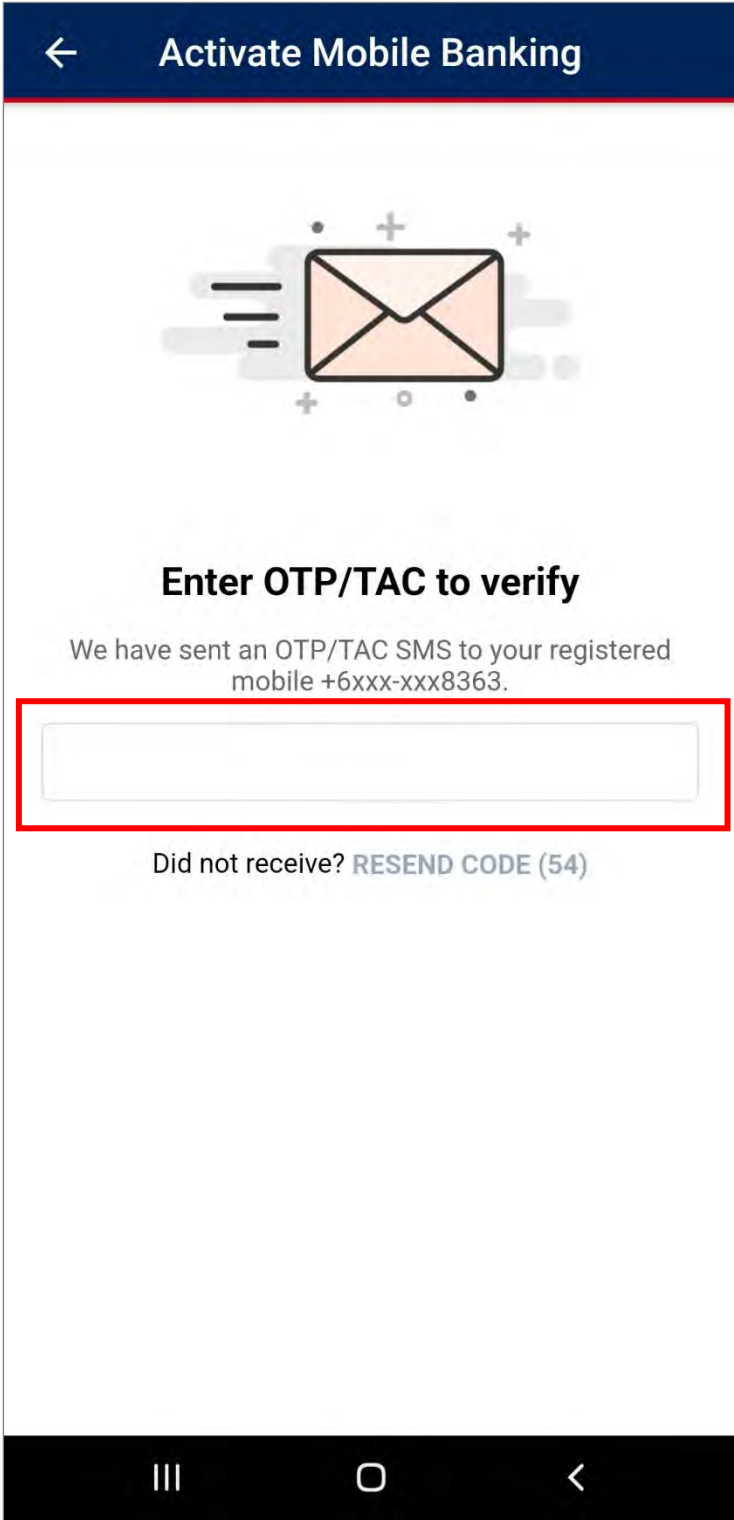 Activate Mobile Banking
Enter OTP/TAC to verify
We have sent an OTP/TAC SMS to your registered
mobile +6xxx-xxx8363.
Did not receive? RESEND CODE (54)